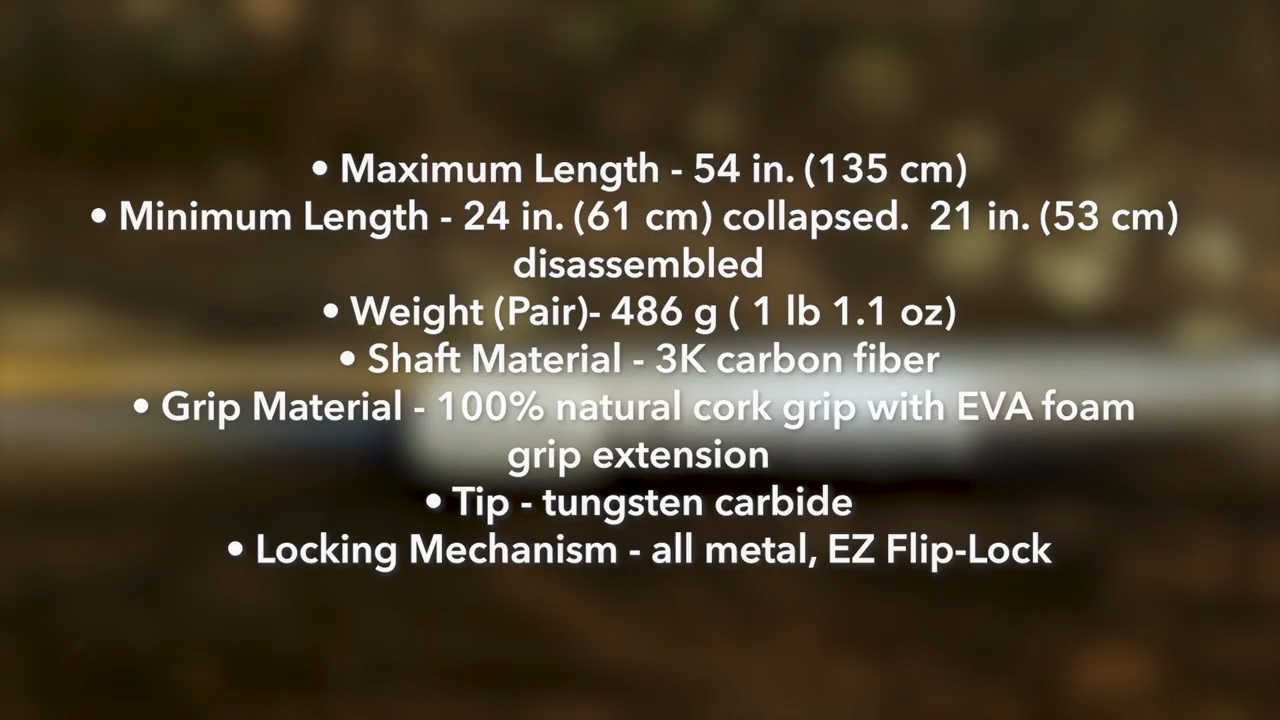 • Maximum Length - 54 in. (135 cm)
• Minimum Length - 24 in. (61 cm) collapsed.  21 in. (53 cm)
disassembled
• Weight (Pair)- 486 g ( 1 lb 1.1 oz)
• Shaft Material - 3K carbon fiber
• Grip Material - 100% natural cork grip with EVA foam
grip extension
• Tip - tungsten carbide
• Locking Mechanism - all metal, EZ Flip-Lock